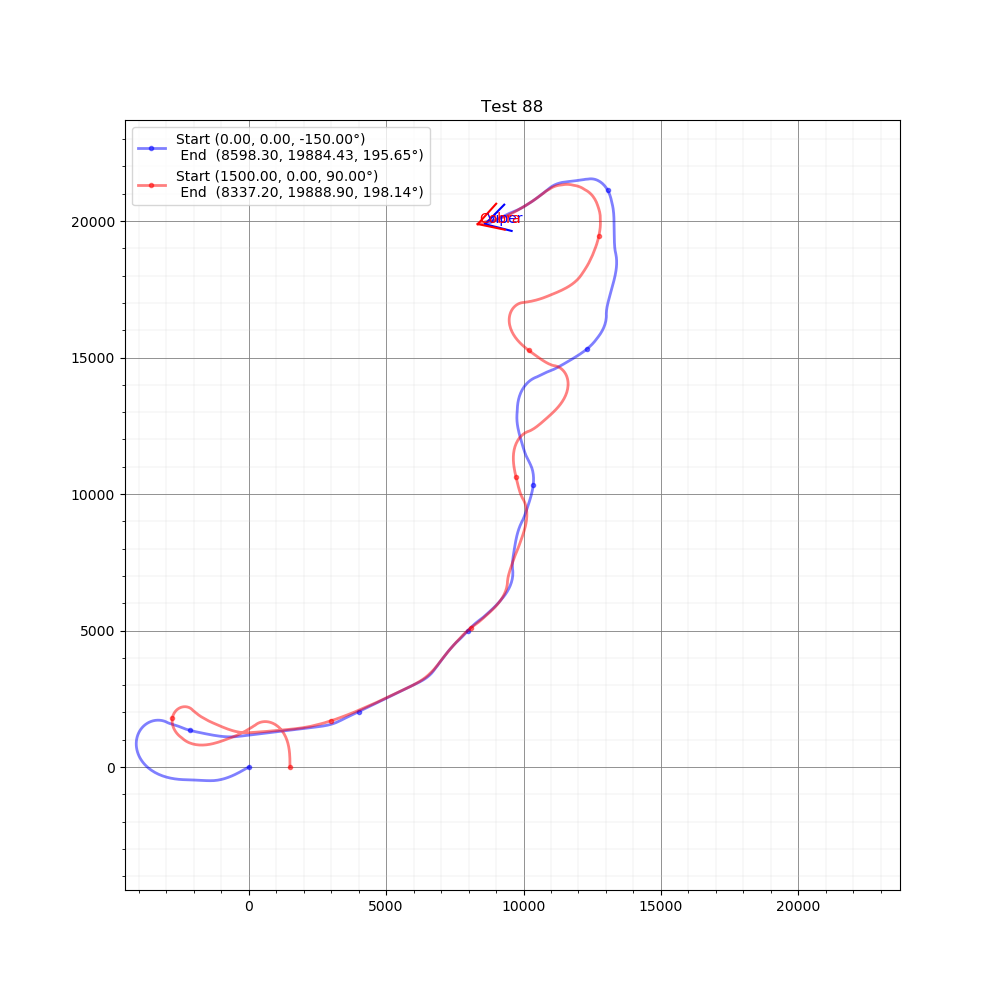 Test 88
Start (0.00, 0.00, -150.00°)
End (8598.30, 19884.43, 195.65°)
Start (1500.00, 0.00, 90.00°)
End (8337.20, 19888.90, 198.14°)
20000
15000
10000
5000
0
0 5000 10000 15000 20000